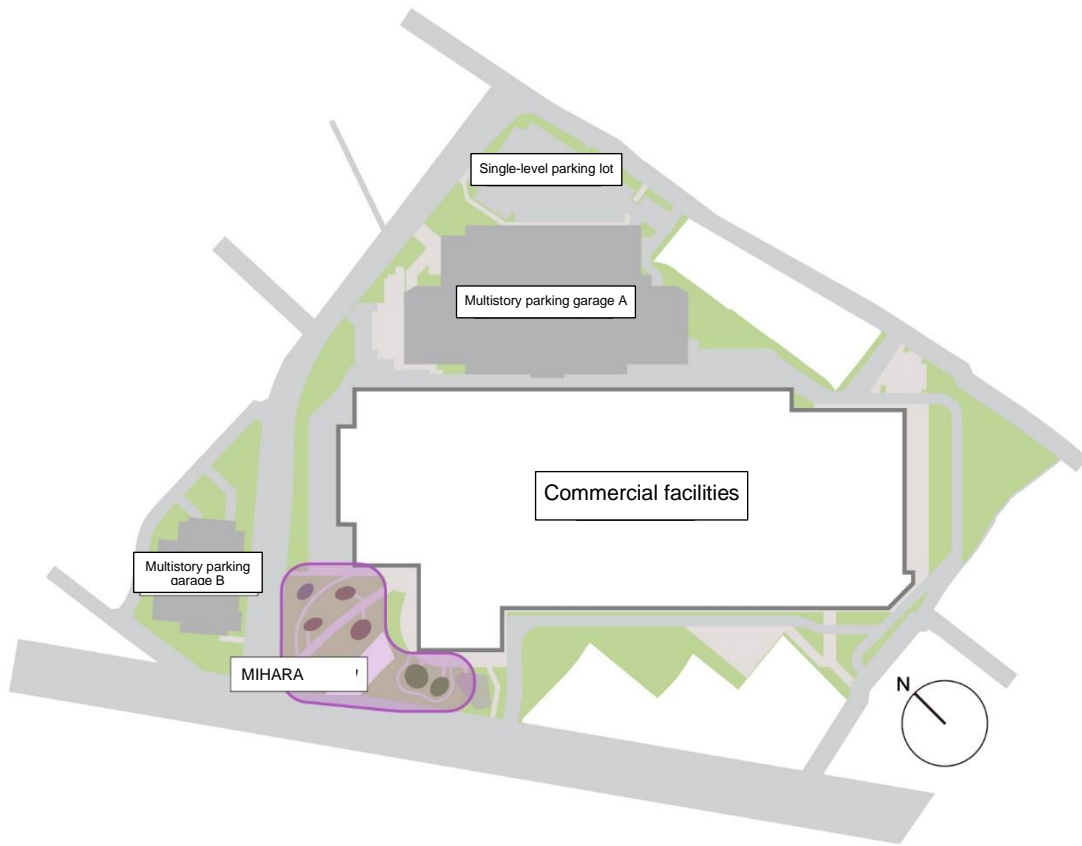 Single-level parking lot
Multistory parking garage A
Commercial facilities
Multistory parking
garage B
MIHARA
N